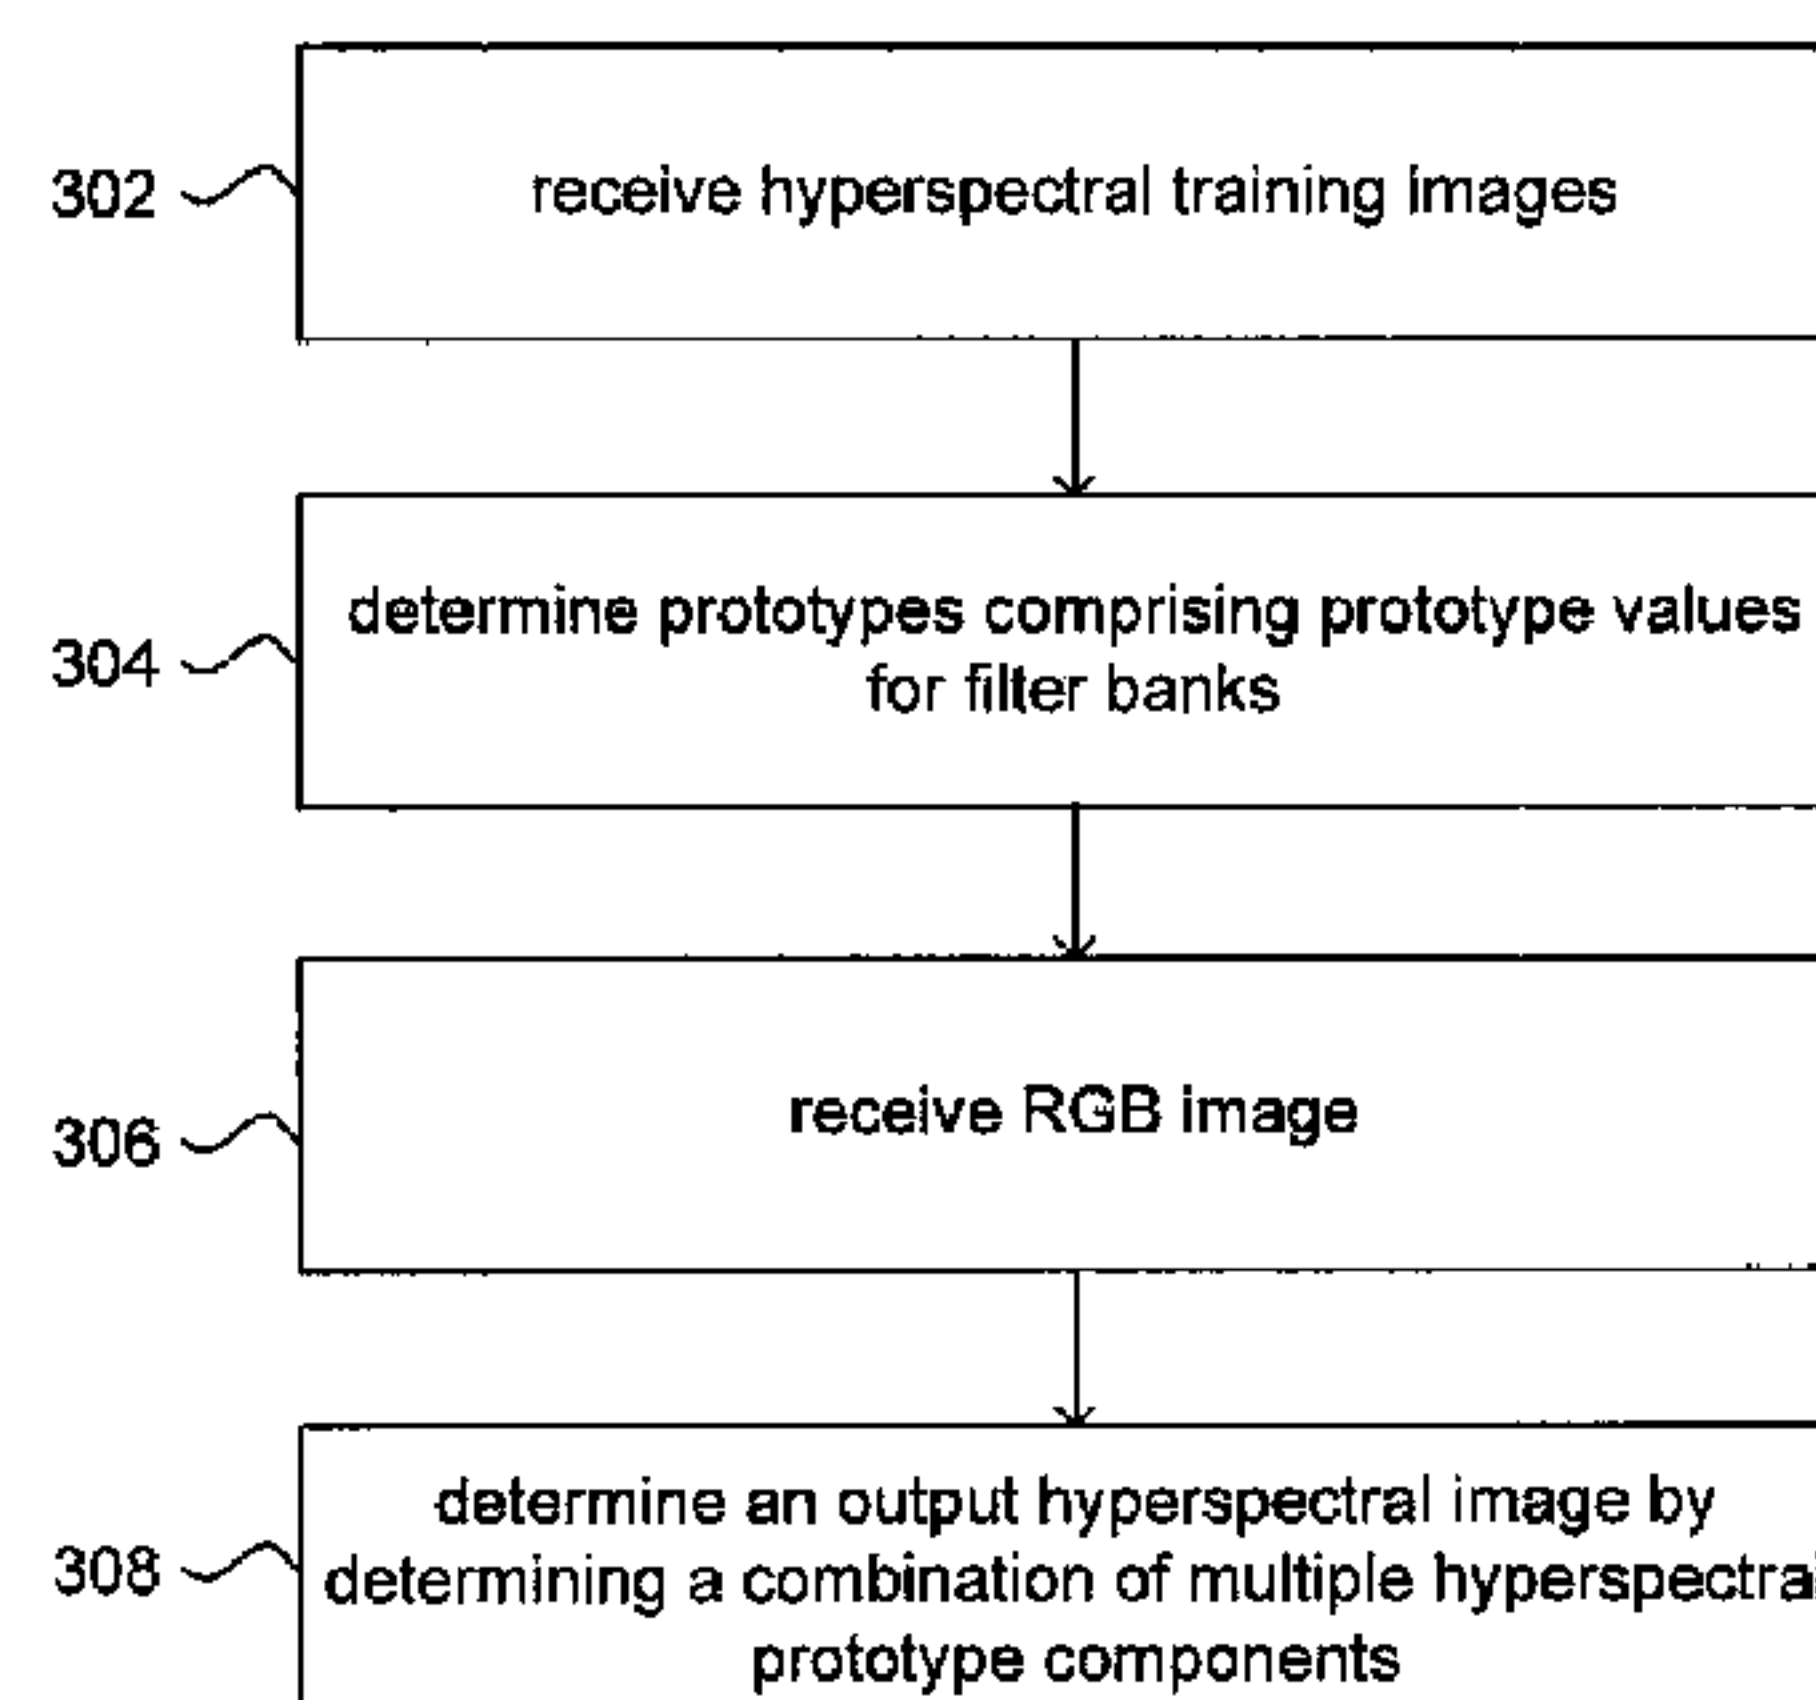 302
receive hyperspectral training images
304
determine prototypes comprising prototype values
for filter banks
306
receive RGB image
308
determine an output hyperspectral image by
determining a combination of multiple hyperspectral
prototype components